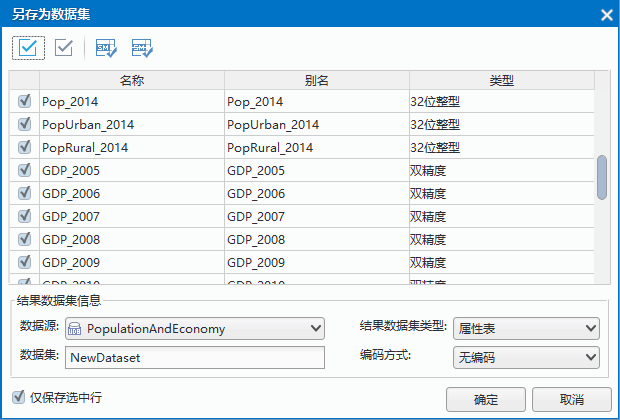 另存为数据集
名称 别名 类型
Pop_2014 Pop_2014 32位整型
PopUrban_2014 PopUrban_2014 32位整型
PopRural_2014 PopRural_2014 32位整型
GDP_2005 GDP_2005 双精度
GDP_2006 GDP_2006 双精度
GDP_2007 GDP_2007 双精度
GDP_2008 GDP_2008 双精度
GDP_2009 GDP_2009 双精度
GDP_2010 GDP_2010 双精度
结果数据集信息
数据源: PopulationAndEconomy 结果数据集类型: 属性表
数据集: NewDataset 编码方式: 无编码
仅保存选中行 确定 取消